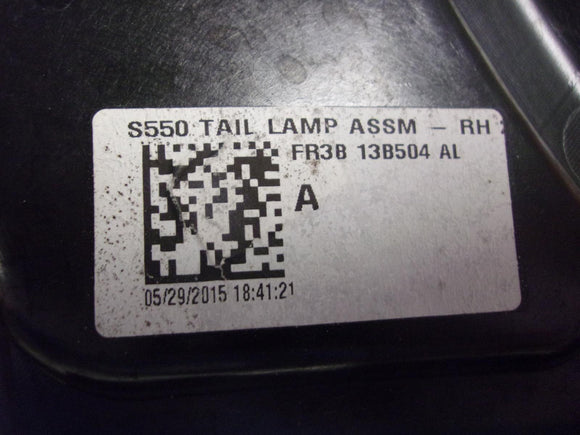 S550 TAIL LAMP ASSM - RH
FR3B 13B504 AL
A
05/29/2015 18:41:21